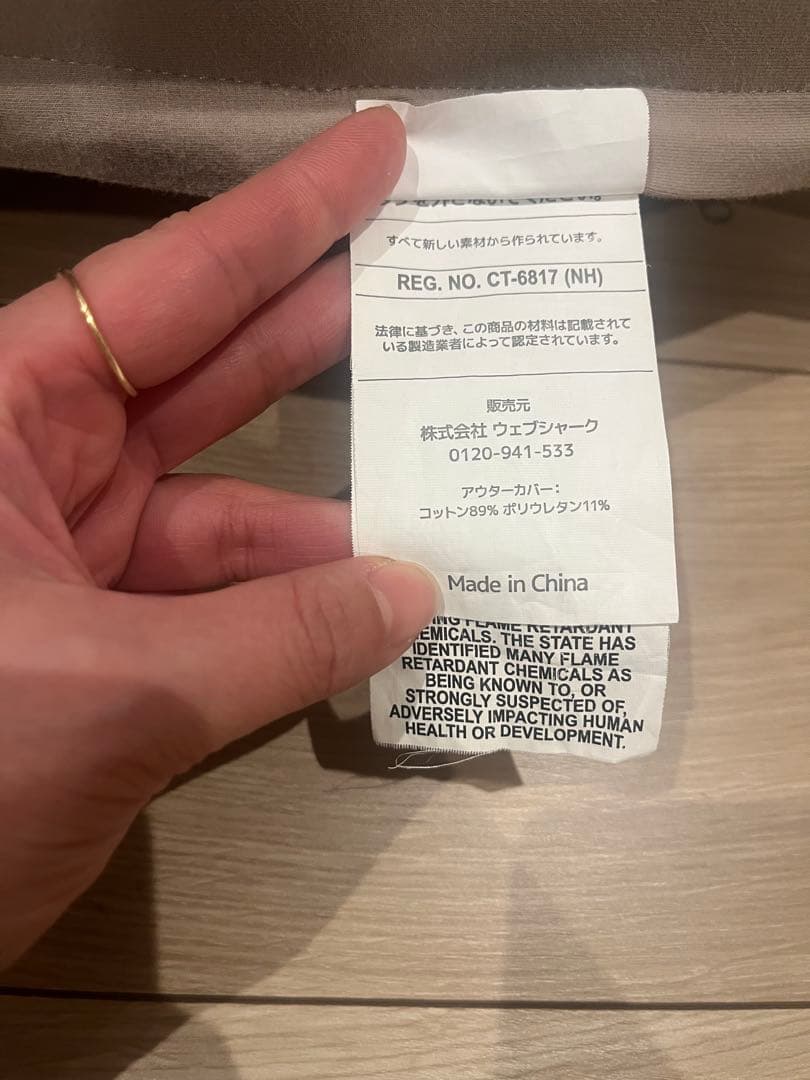 すべて新しい素材から作られています。
REG. NO. CT-6817 (NH)
法律に基づき、この商品の材料は記載されて
いる製造業者によって認定されています。
販売元
株式会社 ウェブシャーク
0120-941-533
アウターカバー:
コットン89% ポリウレタン11%
Made in China
FLAME RETARDANT
THE STATE HAS
IDENTIFIED MANY FLAME
RETARDANT CHEMICALS AS
BEING KNOWN TO, OR
STRONGLY SUSPECTED OF,
ADVERSELY IMPACTING HUMAN
HEALTH OR DEVELOPMENT.